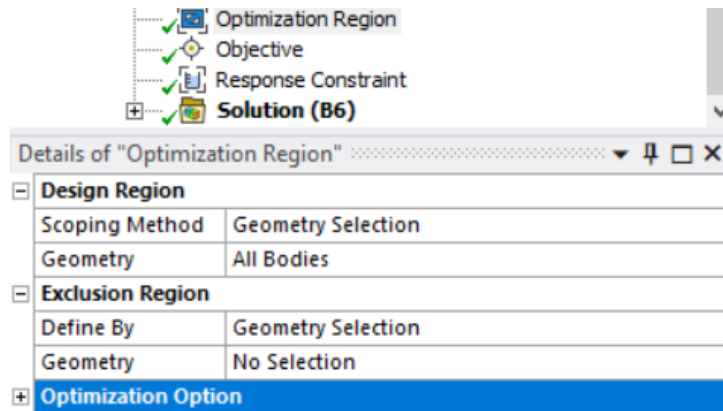 Optimization Region
Objective
Response Constraint
Solution (B6)
Details of "Optimization Region"
Design Region
Scoping Method Geometry Selection
Geometry All Bodies
Exclusion Region
Define By Geometry Selection
Geometry No Selection
Optimization Option